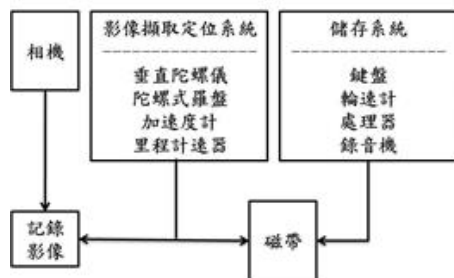 相機
影像擷取定位系統
垂直陀螺儀
陀螺式羅盤
加速度計
里程計速器
儲存系統
鍵盤
輪速計
處理器
錄音機
記錄
影像
磁帶